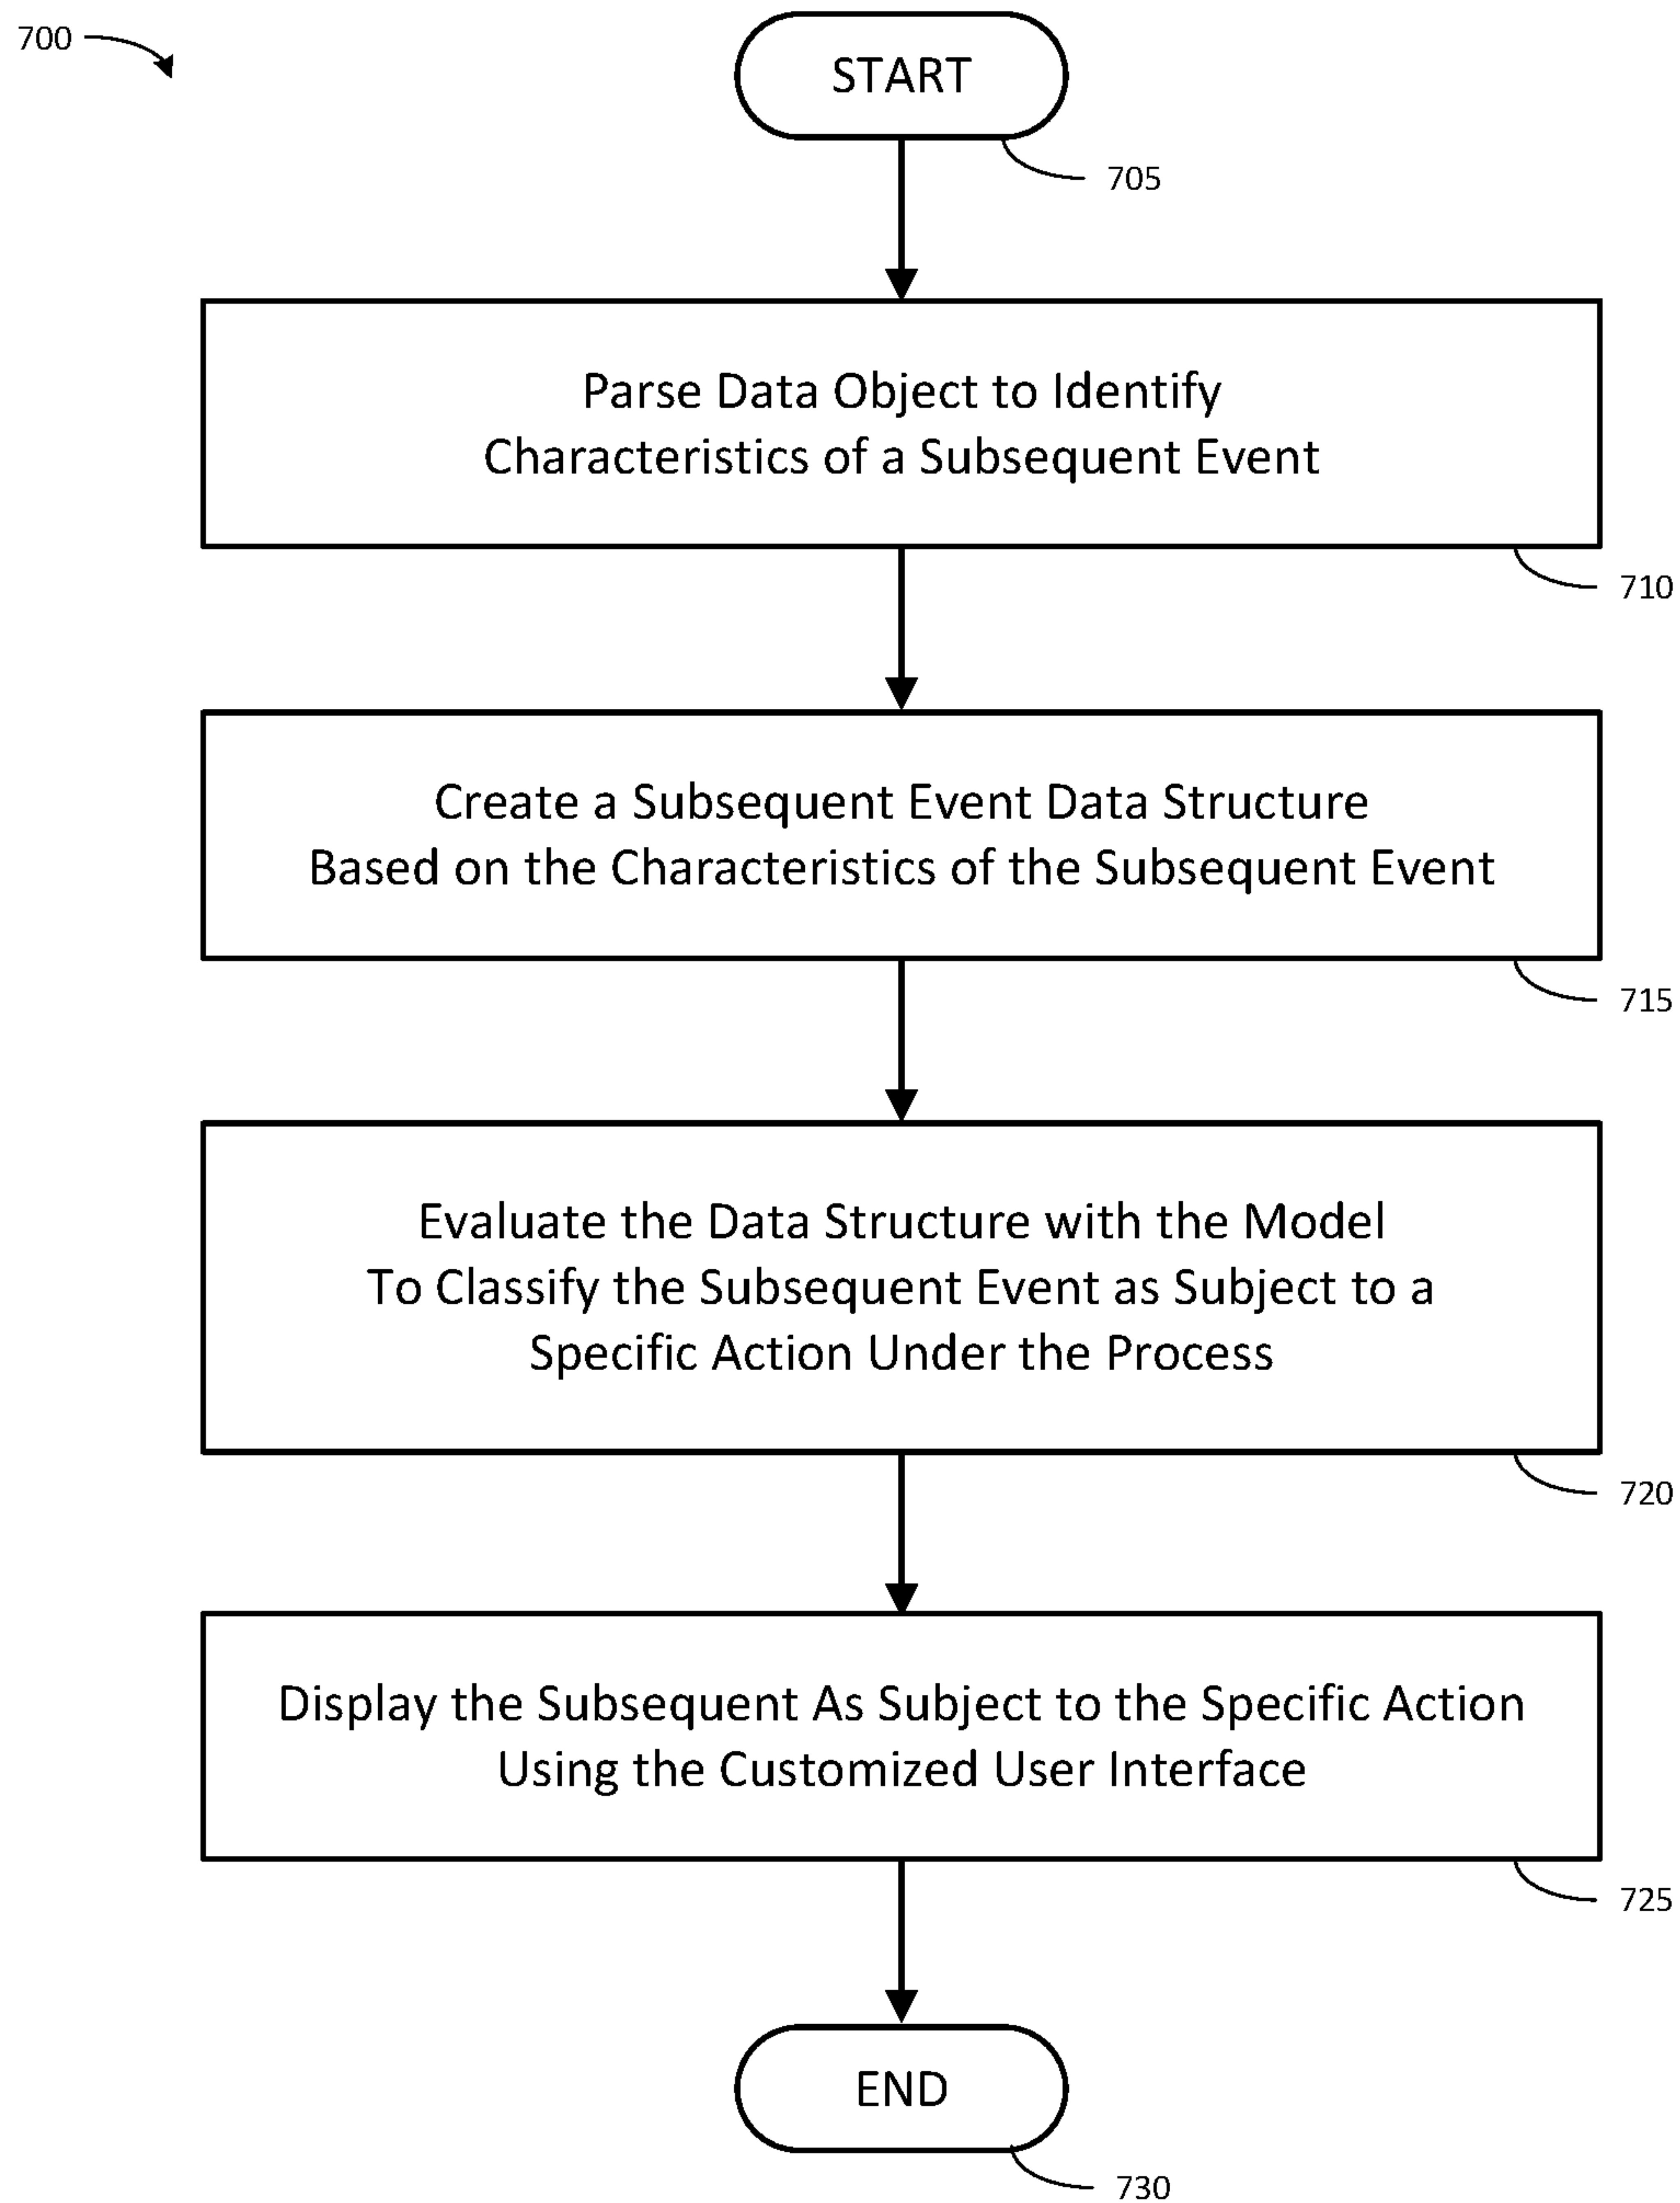 700
START
705
Parse Data Object to Identify
Characteristics of a Subsequent Event
710
Create a Subsequent Event Data Structure
Based on the Characteristics of the Subsequent Event
715
Evaluate the Data Structure with the Model
To Classify the Subsequent Event as Subject to a
Specific Action Under the Process
720
Display the Subsequent As Subject to the Specific Action
Using the Customized User Interface
725
END
730